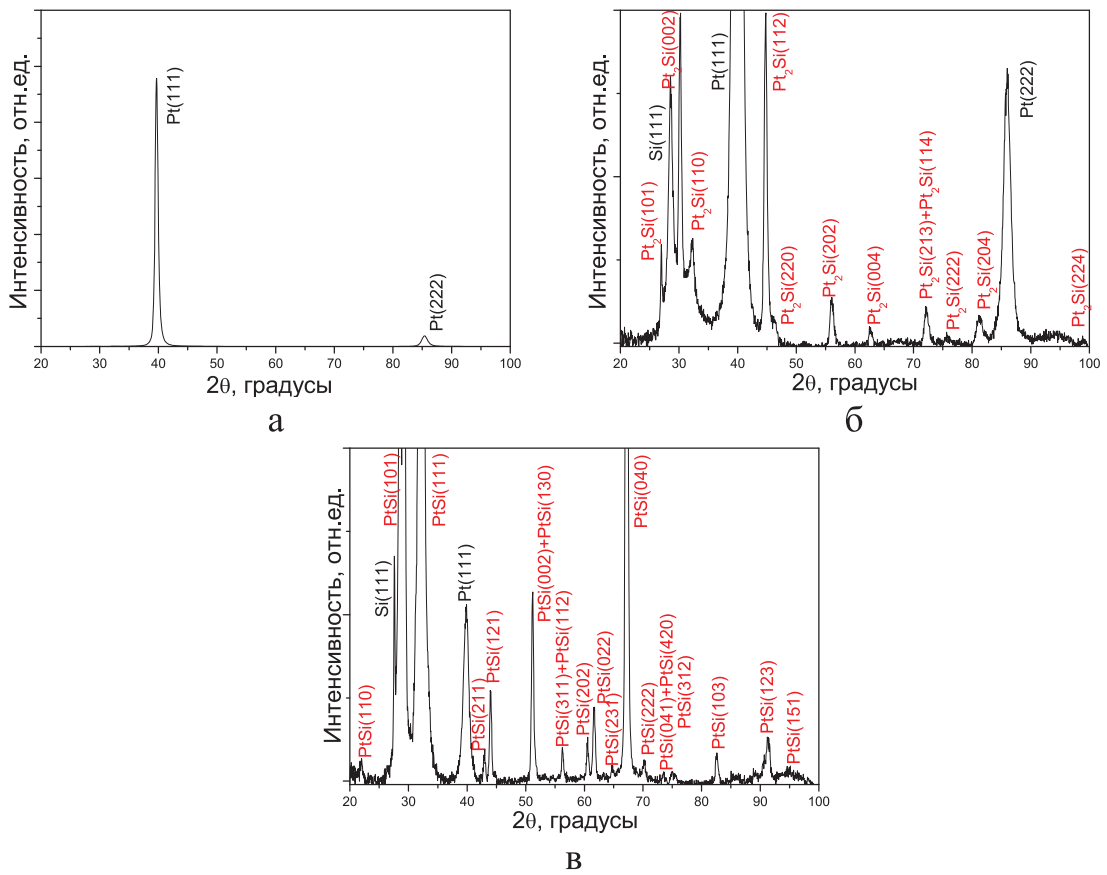 Интенсивность, отн.ед.
Pt(111)
Pt(222)
20 30 40 50 60 70 80 90 100
2θ, градусы
а
Интенсивность, отн.ед.
Pt₂Si(101)
Si(111)
Pt₂Si(002)
Pt₂Si(110)
Pt(111)
Pt₂Si(112)
Pt₂Si(220)
Pt₂Si(202)
Pt₂Si(004)
Pt₂Si(213)+Pt₂Si(114)
Pt₂Si(222)
Pt₂Si(204)
Pt(222)
Pt₂Si(224)
20 30 40 50 60 70 80 90 100
2θ, градусы
б
Интенсивность, отн.ед.
PtSi(110)
Si(111)
PtSi(101)
PtSi(111)
Pt(111)
PtSi(211)
PtSi(121)
PtSi(002)+PtSi(130)
PtSi(311)+PtSi(112)
PtSi(202)
PtSi(022)
PtSi(231)
PtSi(040)
PtSi(222)
PtSi(041)+PtSi(420)
PtSi(312)
PtSi(103)
PtSi(123)
PtSi(151)
20 30 40 50 60 70 80 90 100
2θ, градусы
в